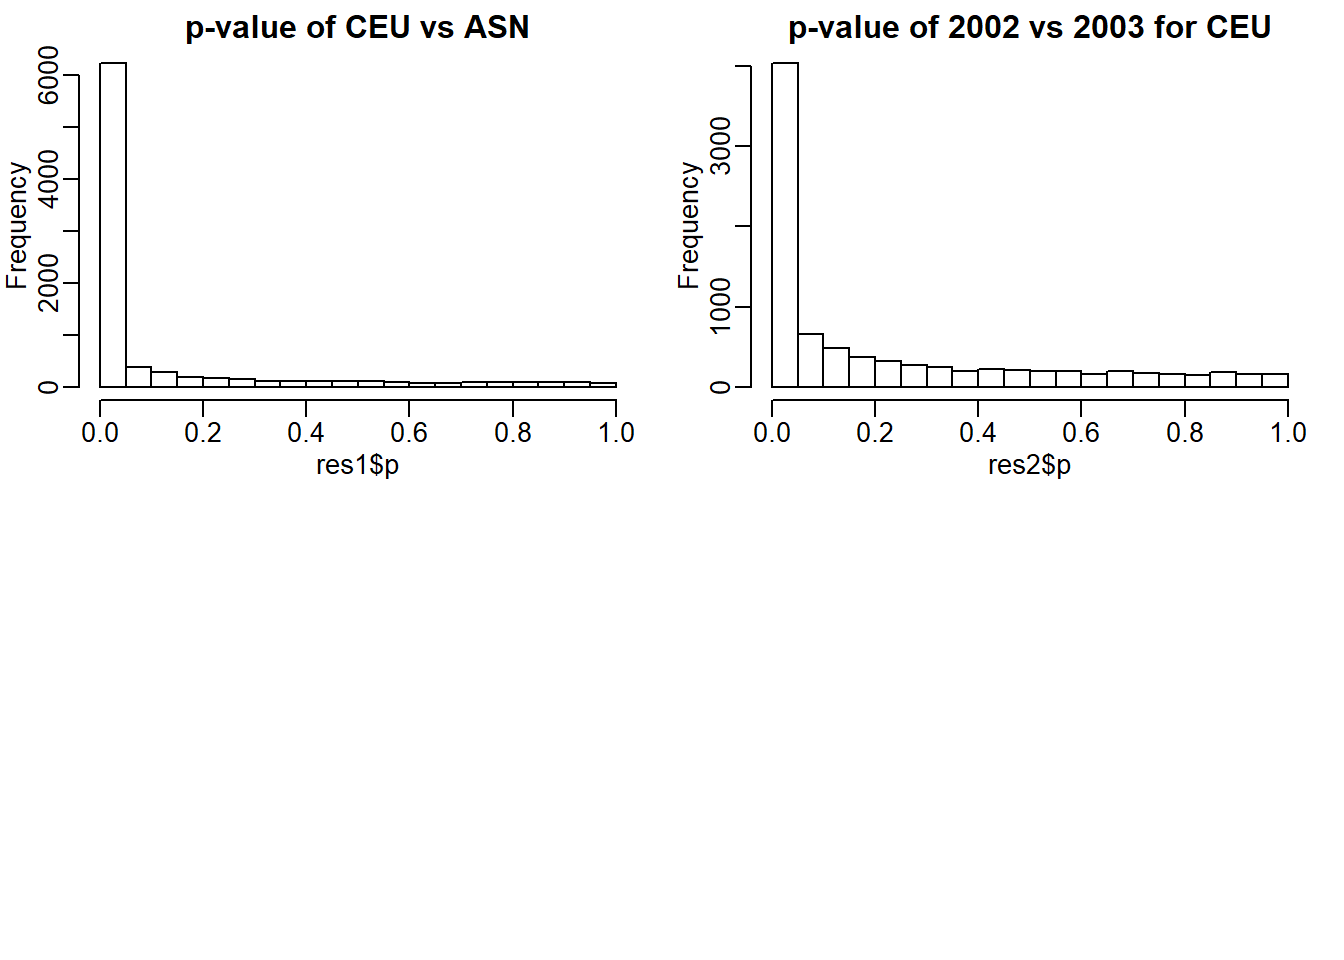 p-value of CEU vs ASN
Frequency
0
2000
4000
6000
0.0 0.2 0.4 0.6 0.8 1.0
res1$p
p-value of 2002 vs 2003 for CEU
Frequency
0
1000
3000
0.0 0.2 0.4 0.6 0.8 1.0
res2$p